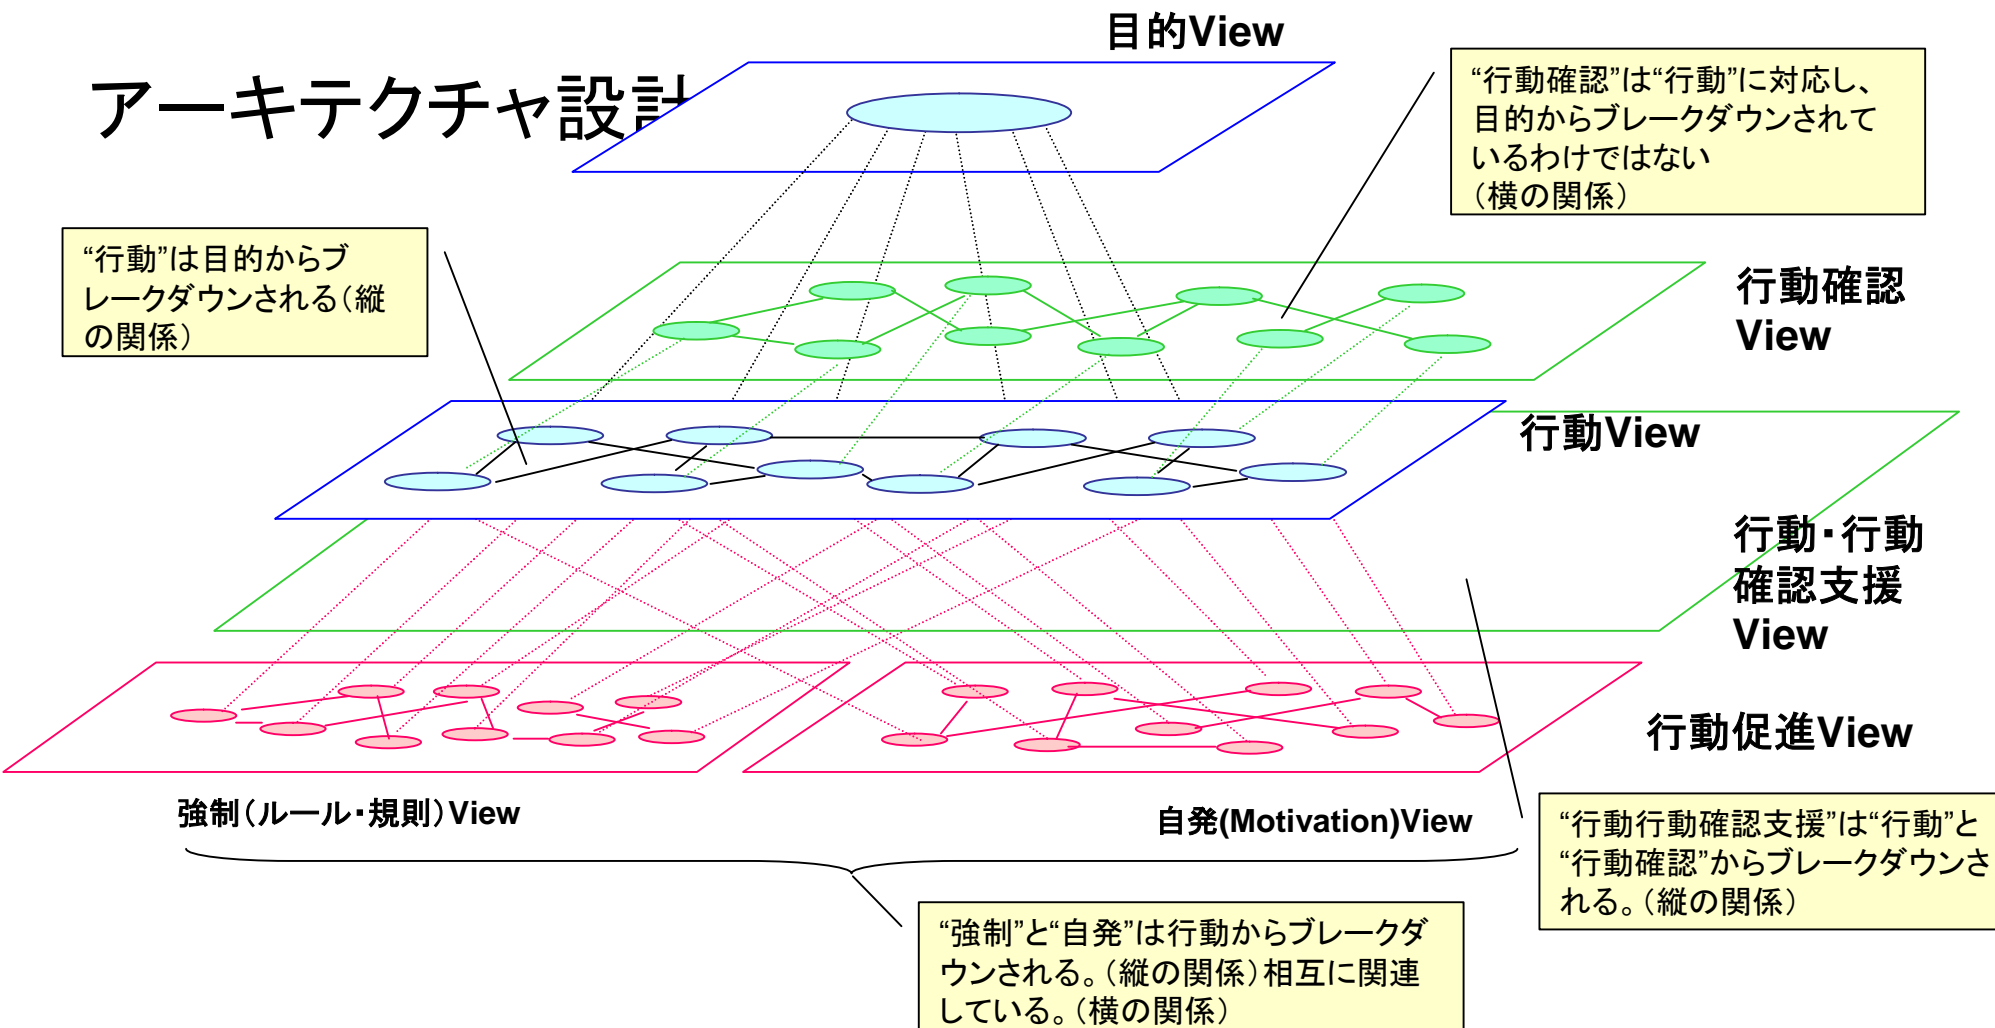 目的View
アーキテクチャ設計
“行動確認”は“行動”に対応し、
目的からブレークダウンされて
いるわけではない
（横の関係）
“行動”は目的からブ
レークダウンされる（縦
の関係）
行動確認
View
行動View
行動・行動
確認支援
View
行動促進View
強制（ルール・規則）View
自発(Motivation)View
“行動行動確認支援”は“行動”と
“行動確認”からブレークダウンさ
れる。（縦の関係）
“強制”と“自発”は行動からブレークダ
ウンされる。（縦の関係）相互に関連
している。（横の関係）